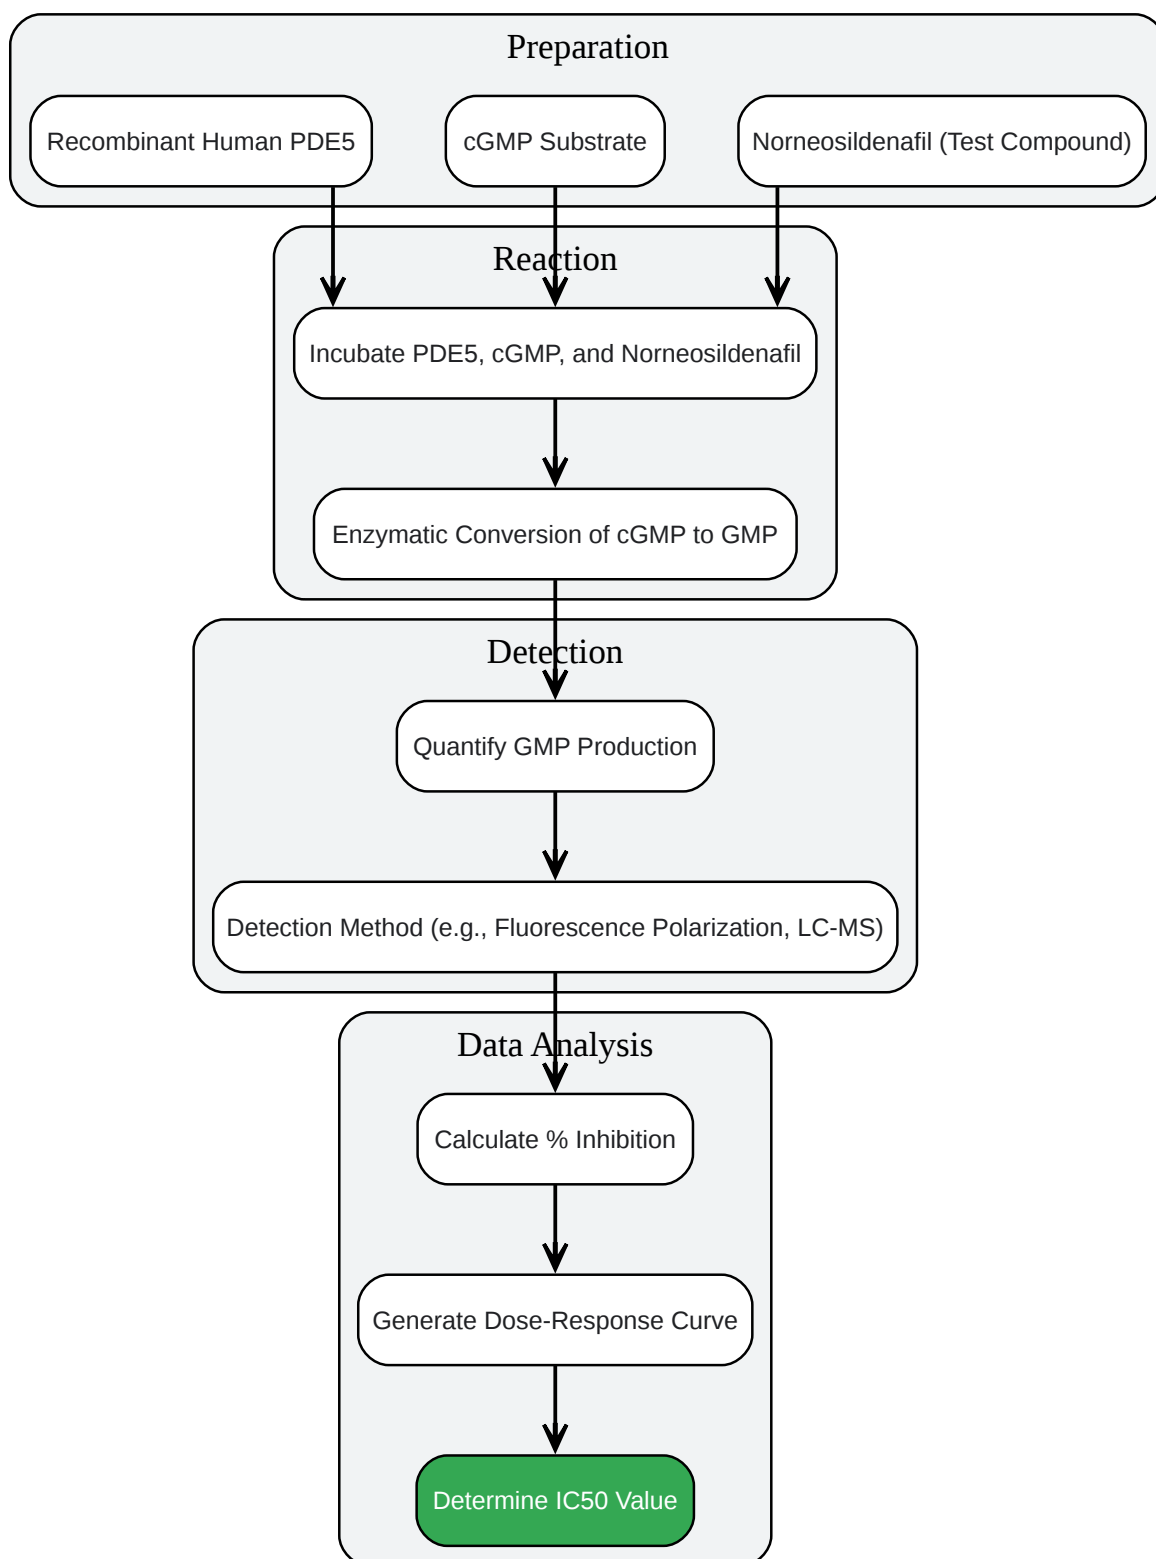 Preparation
Recombinant Human PDE5
cGMP Substrate
Norneosildenafil (Test Compound)
Reaction
Incubate PDE5, cGMP, and Norneosildenafil
Enzymatic Conversion of cGMP to GMP
Detection
Quantify GMP Production
Detection Method (e.g., Fluorescence Polarization, LC-MS)
Data Analysis
Calculate % Inhibition
Generate Dose-Response Curve
Determine IC50 Value